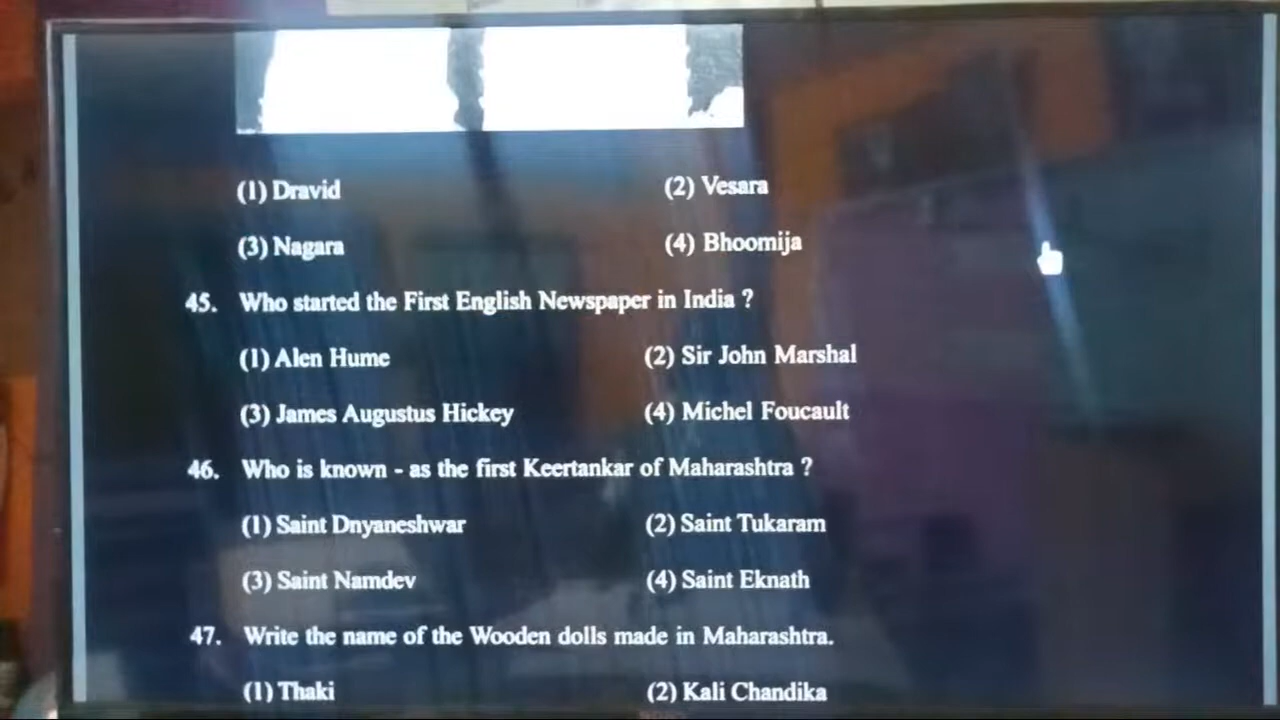 (1) Dravid (2) Vesara
(3) Nagara (4) Bhoomija
45. Who started the First English Newspaper in India ?
(1) Alen Hume (2) Sir John Marshal
(3) James Augustus Hickey (4) Michel Foucault
46. Who is known - as the first Keertankar of Maharashtra ?
(1) Saint Dnyaneshwar (2) Saint Tukaram
(3) Saint Namdev (4) Saint Eknath
47. Write the name of the Wooden dolls made in Maharashtra.
(1) Thaki (2) Kali Chandika